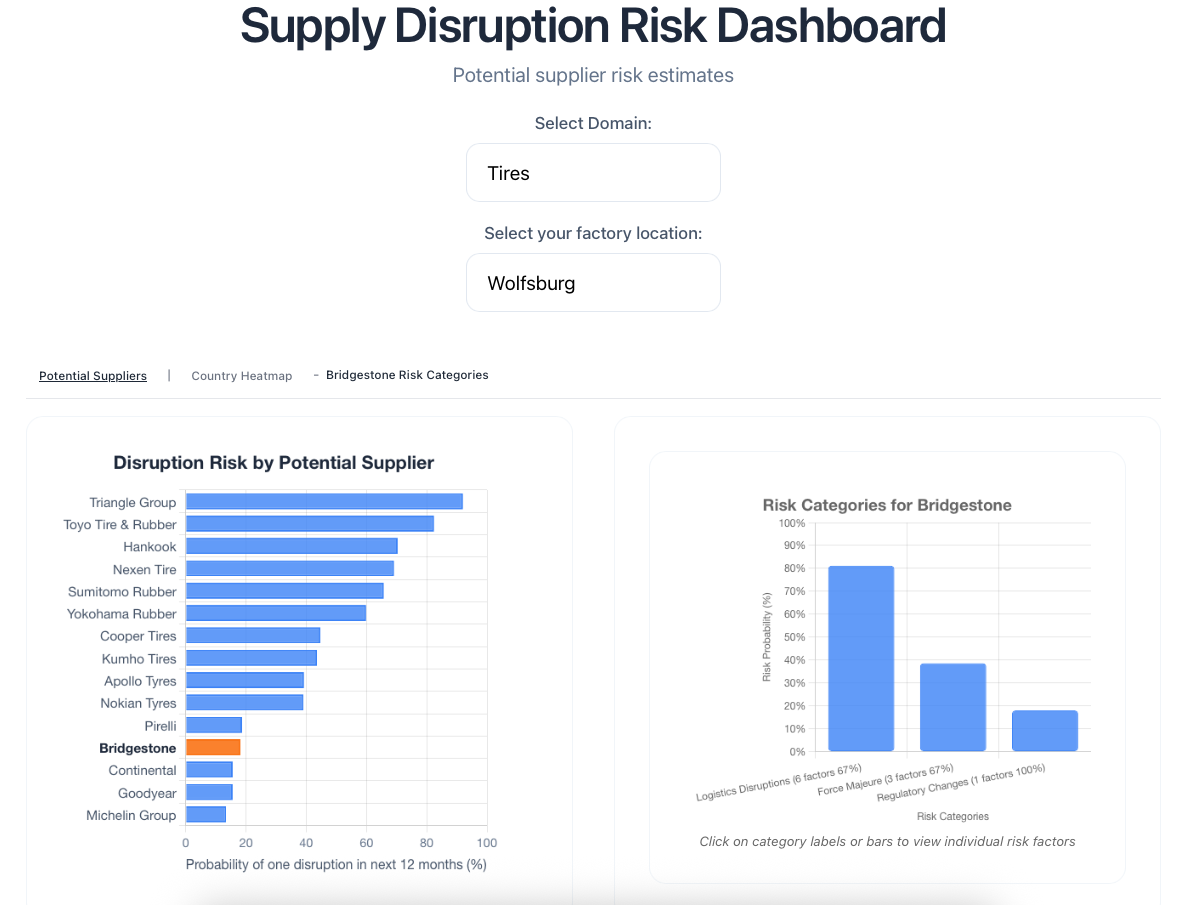 Supply Disruption Risk Dashboard
Potential supplier risk estimates
Select Domain:
Tires
Select your factory location:
Wolfsburg
Potential Suppliers | Country Heatmap - Bridgestone Risk Categories
Disruption Risk by Potential Supplier
Triangle Group
Toyo Tire & Rubber
Hankook
Nexen Tire
Sumitomo Rubber
Yokohama Rubber
Cooper Tires
Kumho Tires
Apollo Tyres
Nokian Tyres
Pirelli
Bridgestone
Continental
Goodyear
Michelin Group
0 20 40 60 80 100
Probability of one disruption in next 12 months (%)
Risk Categories for Bridgestone
Risk Probability (%)
100%
90%
80%
70%
60%
50%
40%
30%
20%
10%
0%
Logistics Disruptions (6 factors 67%)
Force Majeure (3 factors 67%)
Regulatory Changes (1 factors 100%)
Risk Categories
Click on category labels or bars to view individual risk factors